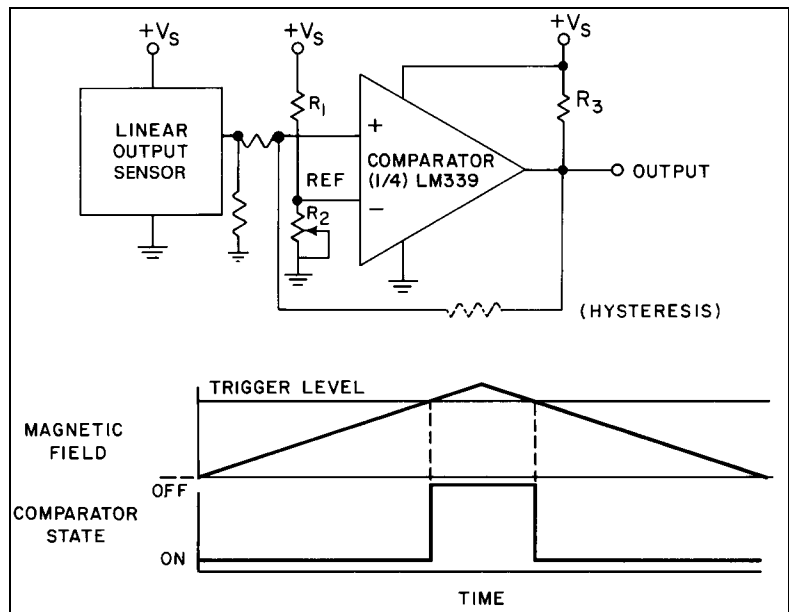 +VS
+VS
+VS
R1
R3
LINEAR
OUTPUT
SENSOR
+
COMPARATOR
(1/4) LM339
OUTPUT
REF
−
R2
(HYSTERESIS)
TRIGGER LEVEL
MAGNETIC
FIELD
OFF
COMPARATOR
STATE
ON
TIME